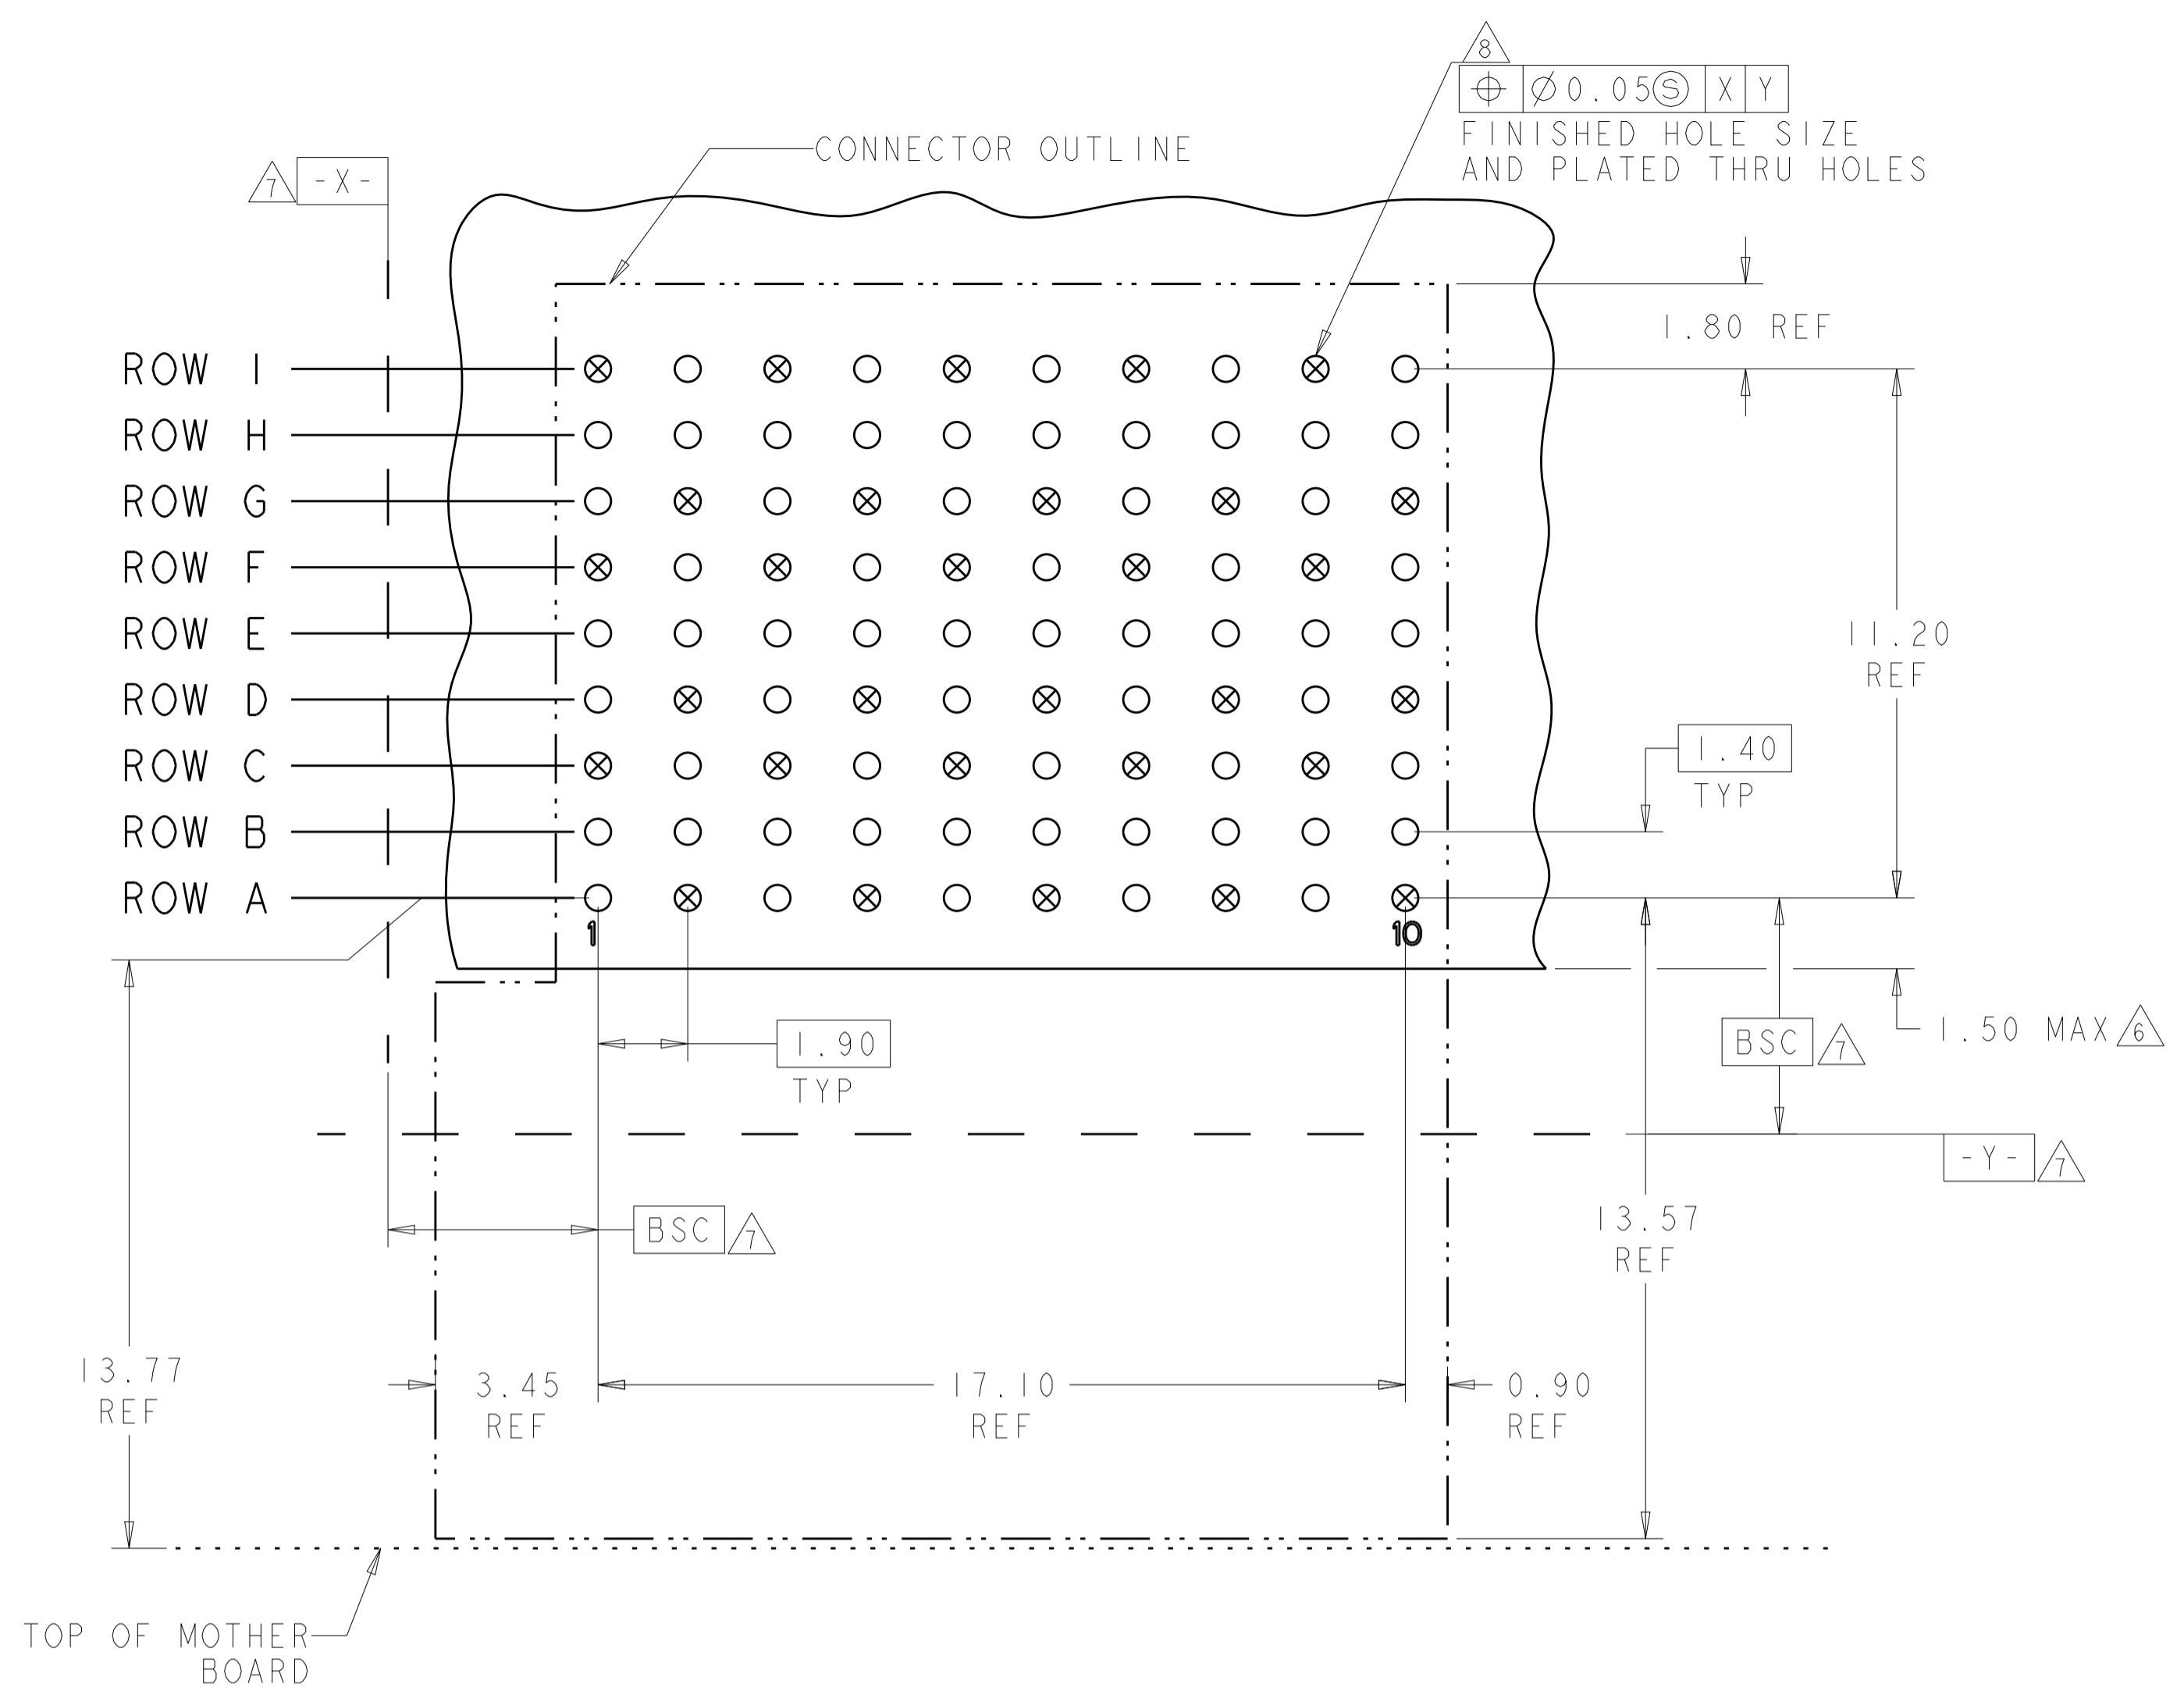 8
⌖ ⌀0.05Ⓢ X Y
FINISHED HOLE SIZE
AND PLATED THRU HOLES
CONNECTOR OUTLINE
7 -X-
1.80 REF
ROW I
ROW H
ROW G
ROW F
ROW E
ROW D
ROW C
ROW B
ROW A
11.20
REF
1.40
TYP
1
10
1.90
TYP
BSC 7
1.50 MAX 6
-Y- 7
BSC 7
13.57
REF
13.77
REF
3.45
REF
17.10
REF
0.90
REF
TOP OF MOTHER
BOARD